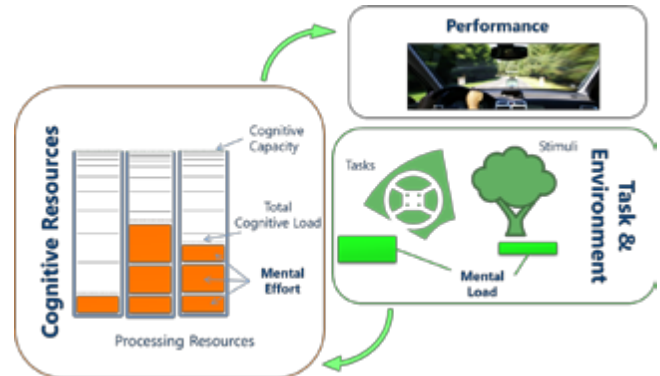 Performance
Cognitive Resources
Cognitive
Capacity
Total
Cognitive Load
Mental
Effort
Processing Resources
Tasks
Stimuli
Task &
Environment
Mental
Load